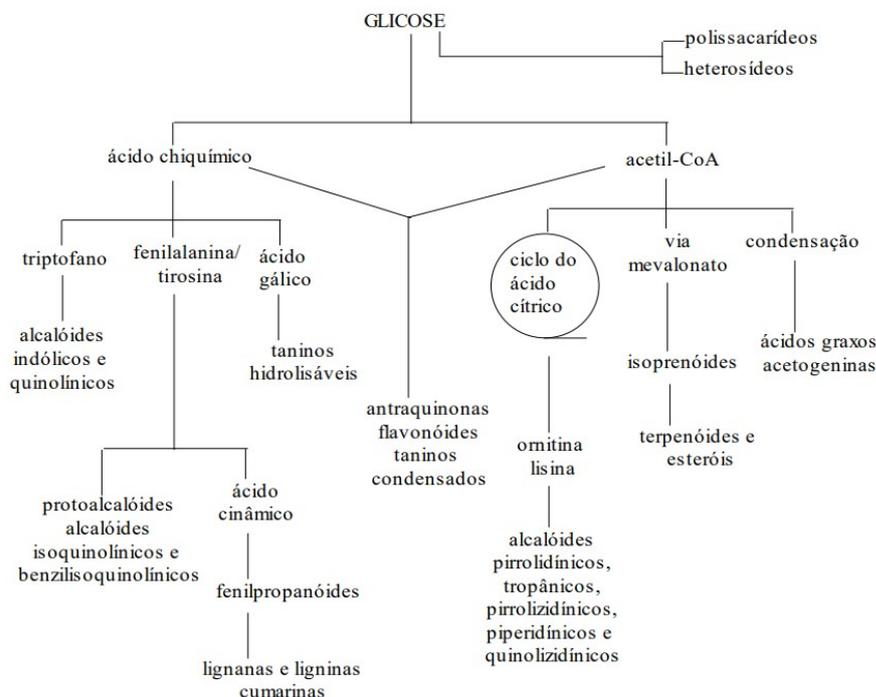 GLICOSE
polissacarídeos
heterosídeos
ácido chiquímico
acetil-CoA
triptofano
fenilalanina/
tirosina
ácido
gálico
ciclo do
ácido
cítrico
via
mevalonato
condensação
alcalóides
indólicos e
quinolínicos
taninos
hidrolisáveis
isoprenóides
ácidos graxos
acetogeninas
antraquinonas
flavonóides
taninos
condensados
ornitina
lisina
terpenóides e
esteróis
protoalcalóides
alcalóides
isoquinolínicos e
benzilisoquinolínicos
ácido
cinâmico
fenilpropanóides
lignanas e ligninas
cumarinas
alcalóides
pirrolidínicos,
tropânicos,
pirrolizidínicos,
piperidínicos e
quinolizidínicos